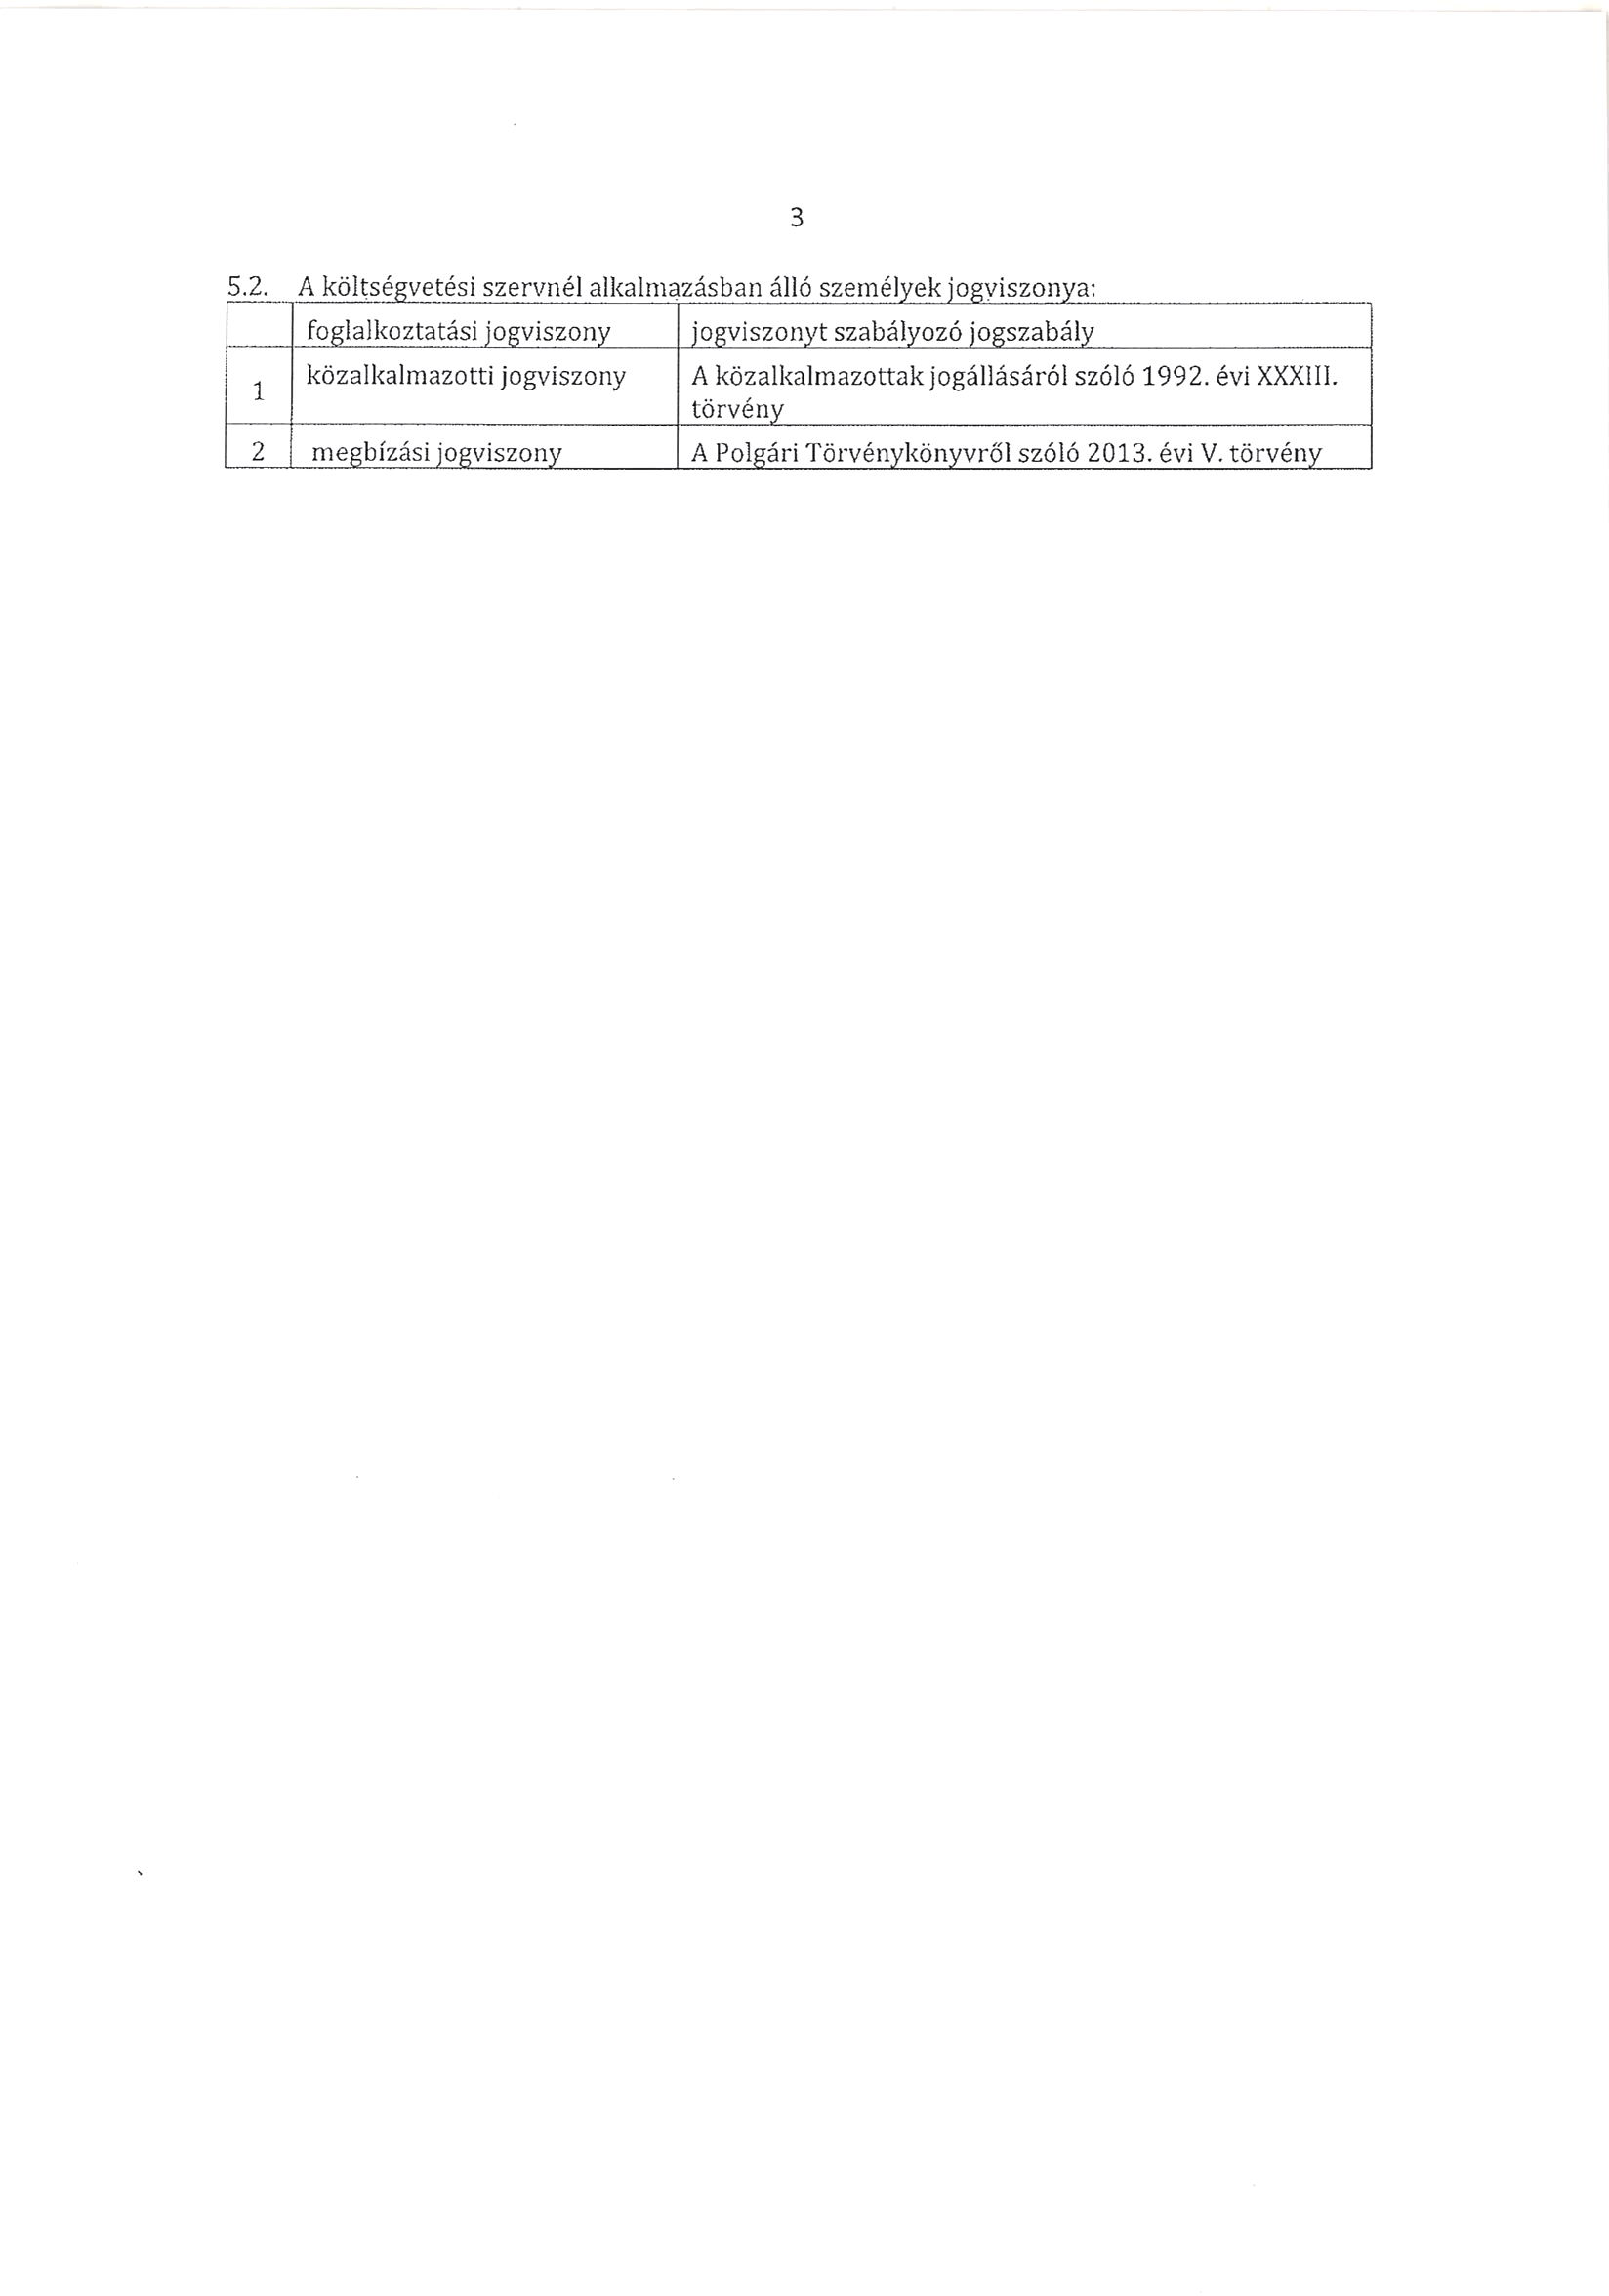 3
5.2. A költségvetési szervnél alkalmazásban álló személyek jogviszonya:
foglalkoztatási jogviszony jogviszonyt szabályozó jogszabály
1 közalkalmazotti jogviszony A közalkalmazottak jogállásáról szóló 1992. évi XXXIII.
törvény
2 megbízási jogviszony A Polgári Törvénykönyvről szóló 2013. évi V. törvény